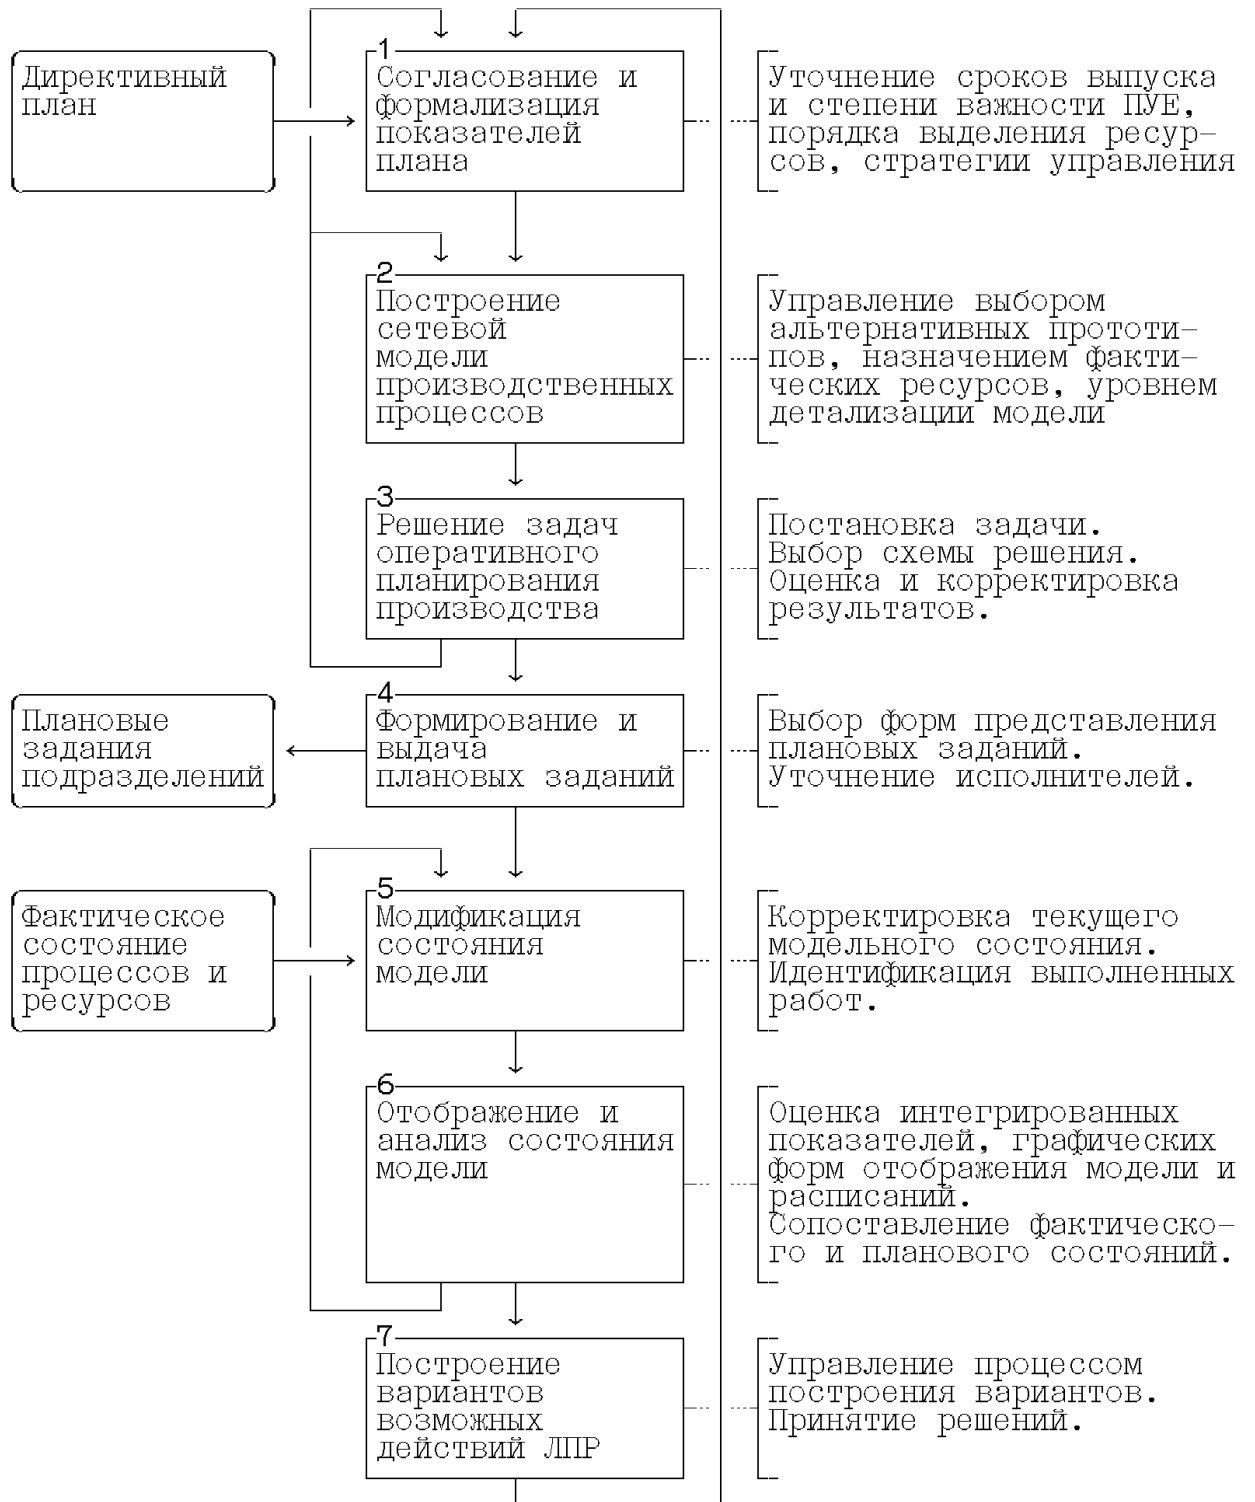 Директивный
план
1
Согласование и
формализация
показателей
плана
Уточнение сроков выпуска
и степени важности ПУЕ,
порядка выделения ресур-
сов, стратегии управления
2
Построение
сетевой
модели
производственных
процессов
Управление выбором
альтернативных прототи-
пов, назначением факти-
ческих ресурсов, уровнем
детализации модели
3
Решение задач
оперативного
планирования
производства
Постановка задачи.
Выбор схемы решения.
Оценка и корректировка
результатов.
Плановые
задания
подразделений
4
Формирование и
выдача
плановых заданий
Выбор форм представления
плановых заданий.
Уточнение исполнителей.
Фактическое
состояние
процессов и
ресурсов
5
Модификация
состояния
модели
Корректировка текущего
модельного состояния.
Идентификация выполненных
работ.
6
Отображение и
анализ состояния
модели
Оценка интегрированных
показателей, графических
форм отображения модели и
расписаний.
Сопоставление фактическо-
го и планового состояний.
7
Построение
вариантов
возможных
действий ЛПР
Управление процессом
построения вариантов.
Принятие решений.